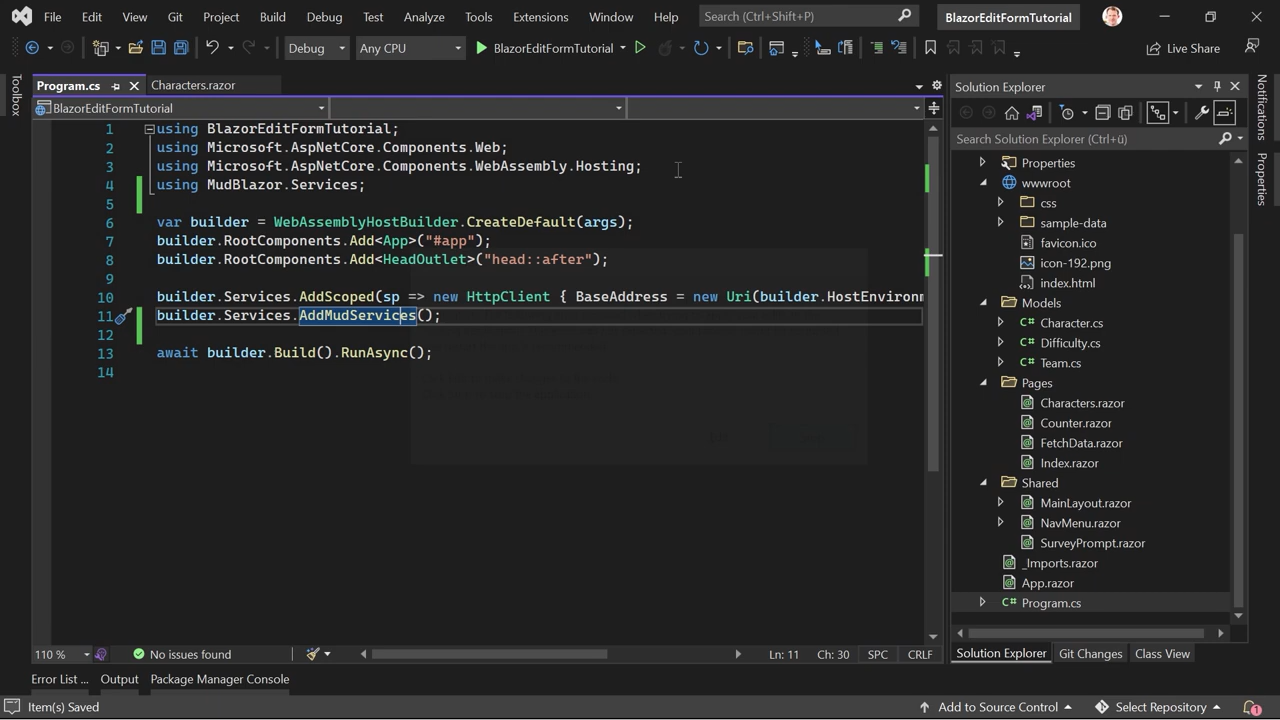 File Edit View Git Project Build Debug Test Analyze Tools Extensions Window Help Search (Ctrl+Shift+P) BlazorEditFormTutorial
Debug Any CPU BlazorEditFormTutorial Live Share
Toolbox
Program.cs Characters.razor
BlazorEditFormTutorial
1 using BlazorEditFormTutorial;
2 using Microsoft.AspNetCore.Components.Web;
3 using Microsoft.AspNetCore.Components.WebAssembly.Hosting;
4 using MudBlazor.Services;
5
6 var builder = WebAssemblyHostBuilder.CreateDefault(args);
7 builder.RootComponents.Add<App>("#app");
8 builder.RootComponents.Add<HeadOutlet>("head::after");
9
10 builder.Services.AddScoped(sp => new HttpClient { BaseAddress = new Uri(builder.HostEnvironm
11 builder.Services.AddMudServices();
12
13 await builder.Build().RunAsync();
14
110 % No issues found Ln: 11 Ch: 30 SPC CRLF
Error List ... Output Package Manager Console
Item(s) Saved Add to Source Control Select Repository 1
Solution Explorer
Search Solution Explorer (Ctrl+ü)
Properties
wwwroot
css
sample-data
favicon.ico
icon-192.png
index.html
Models
Character.cs
Difficulty.cs
Team.cs
Pages
Characters.razor
Counter.razor
FetchData.razor
Index.razor
Shared
MainLayout.razor
NavMenu.razor
SurveyPrompt.razor
_Imports.razor
App.razor
Program.cs
Solution Explorer Git Changes Class View
Notifications
Properties